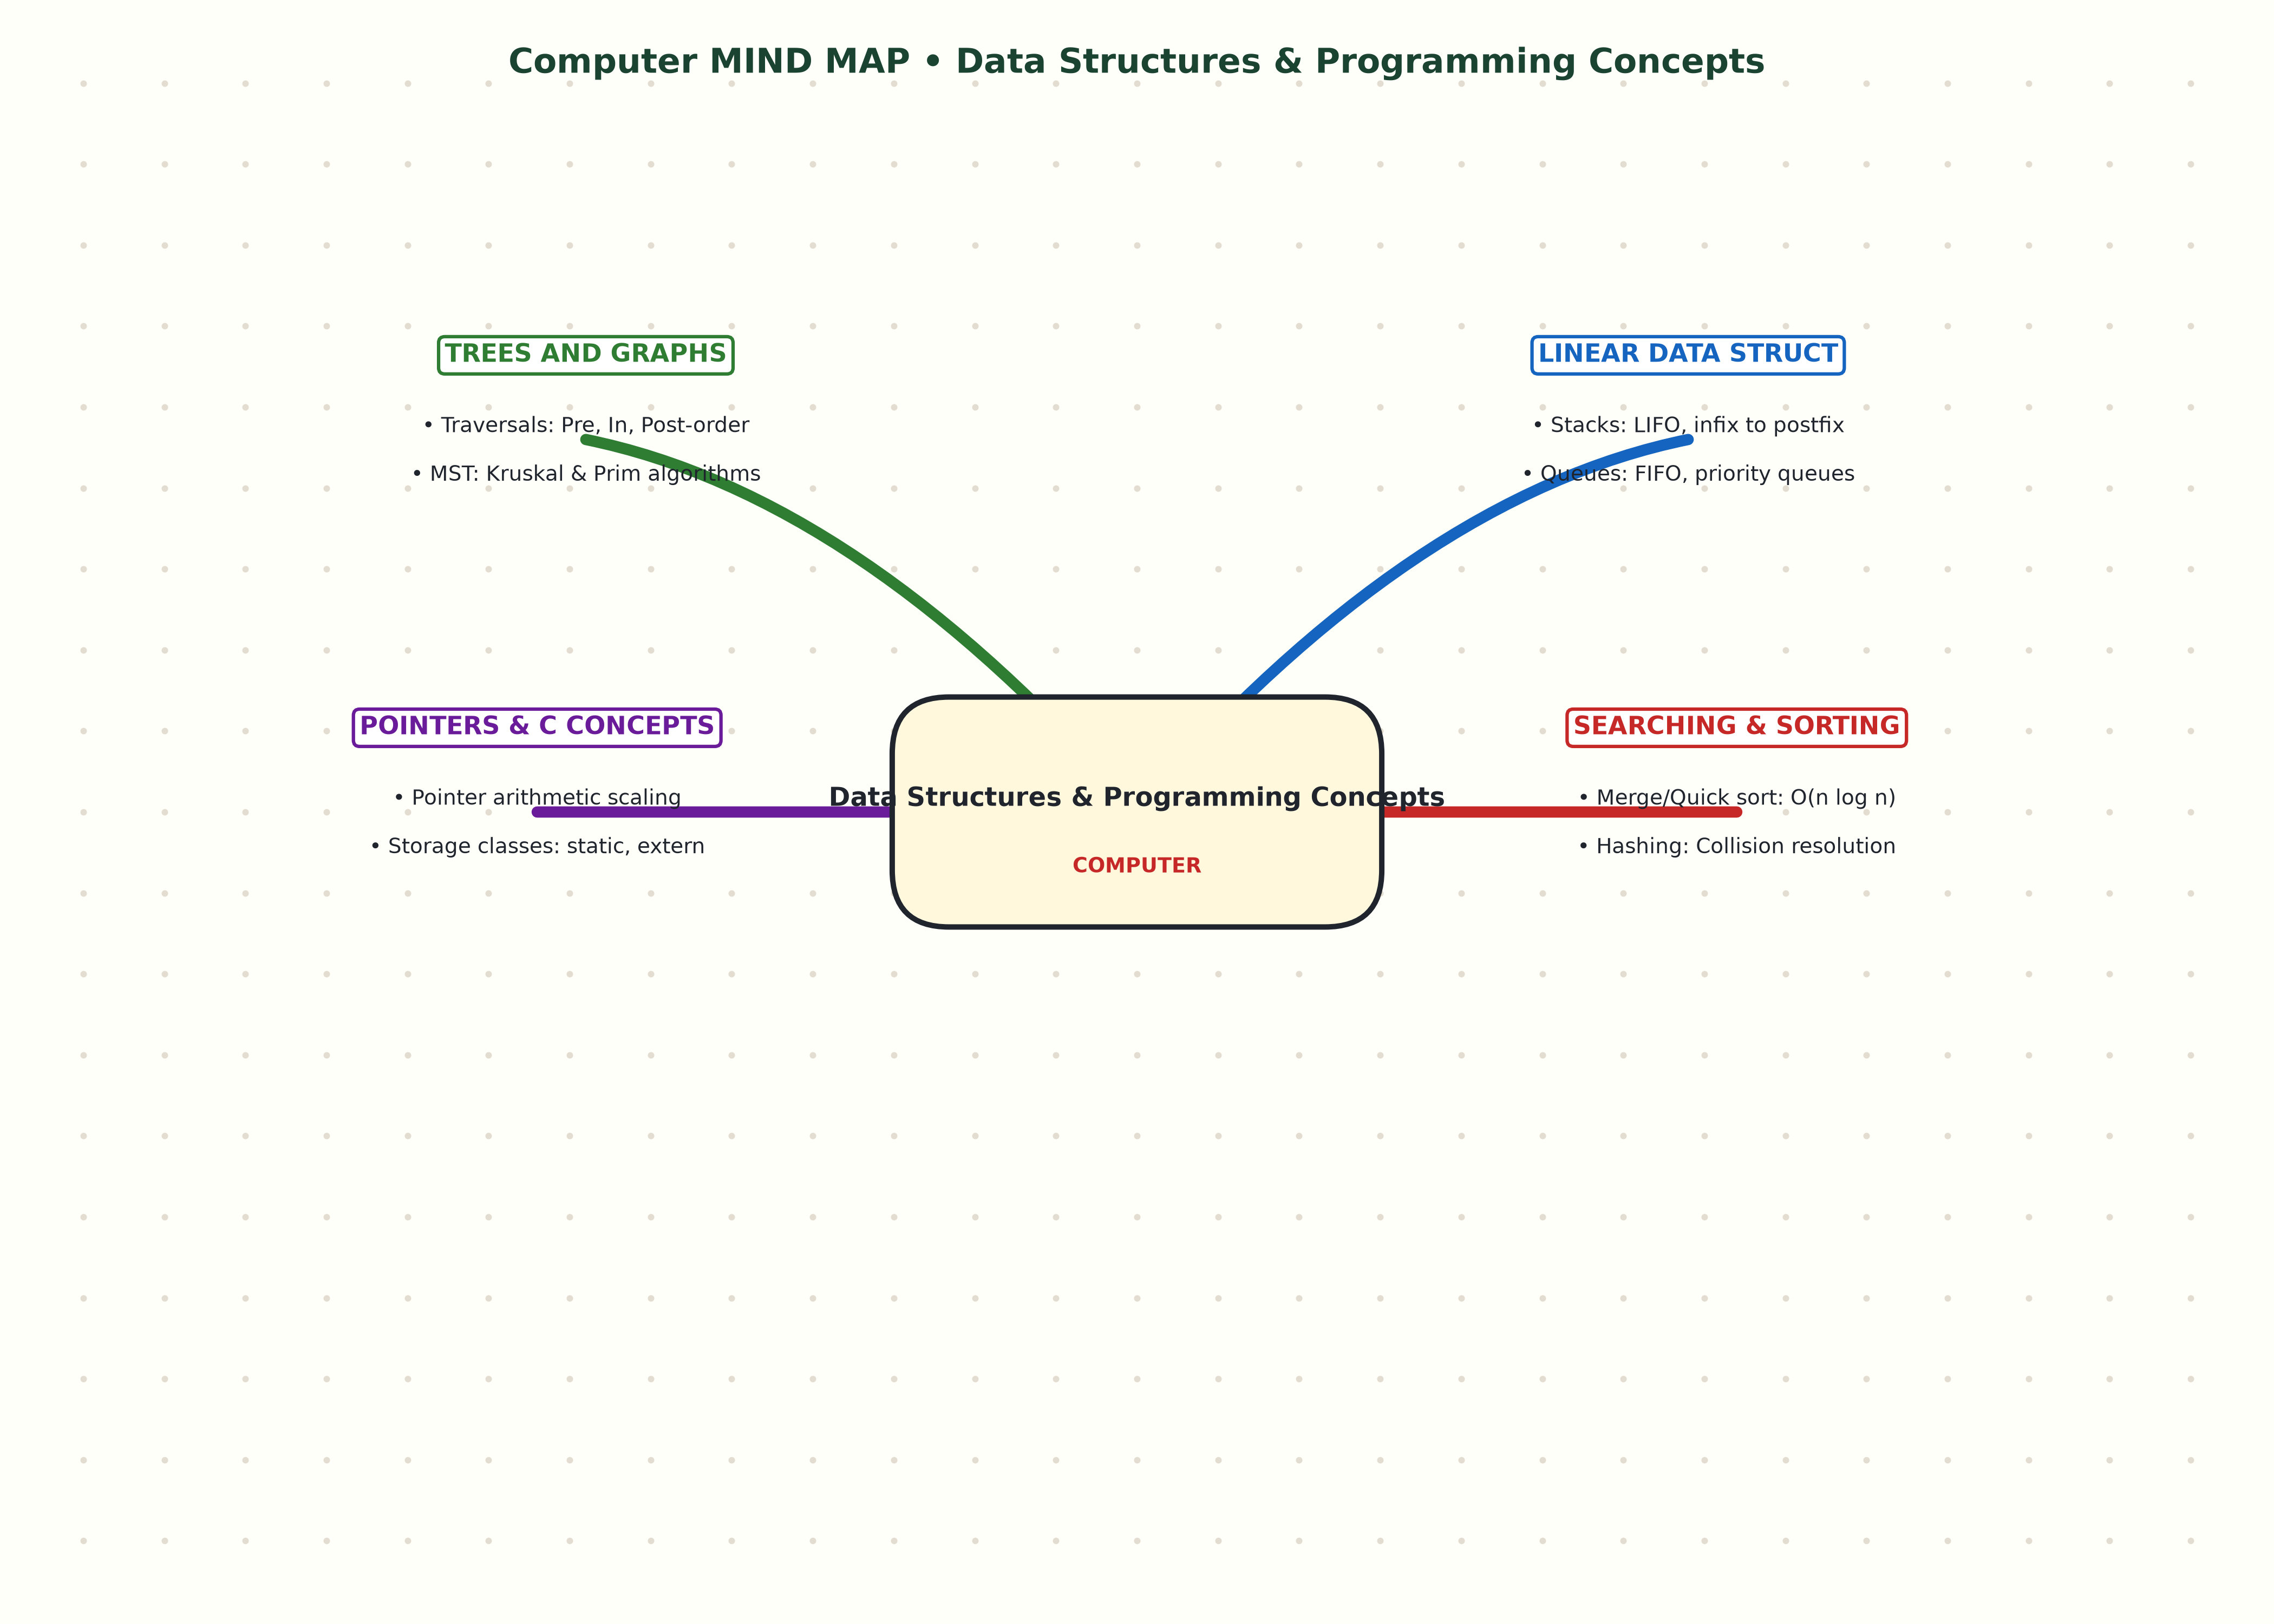 Computer MIND MAP • Data Structures & Programming Concepts
TREES AND GRAPHS
• Traversals: Pre, In, Post-order
• MST: Kruskal & Prim algorithms
LINEAR DATA STRUCT
• Stacks: LIFO, infix to postfix
• Queues: FIFO, priority queues
POINTERS & C CONCEPTS
• Pointer arithmetic scaling
• Storage classes: static, extern
Data Structures & Programming Concepts
COMPUTER
SEARCHING & SORTING
• Merge/Quick sort: O(n log n)
• Hashing: Collision resolution